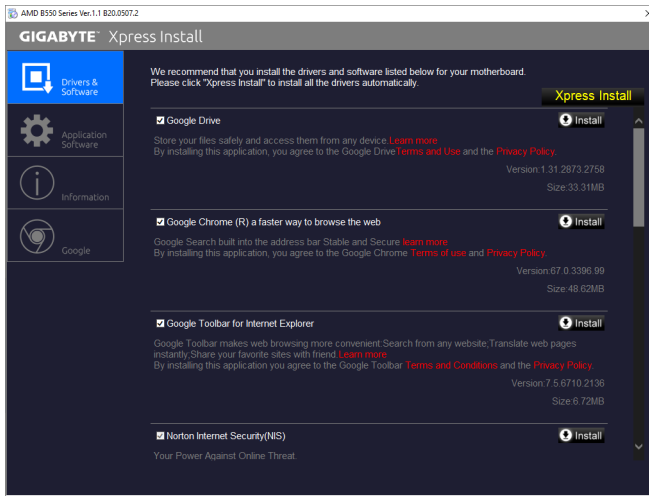 AMD B550 Series Ver.1.1 B20.0507.2
GIGABYTE™ Xpress Install
Drivers &
Software
Application
Software
Information
Google
We recommend that you install the drivers and software listed below for your motherboard.
Please click "Xpress Install" to install all the drivers automatically.
Xpress Install
Google Drive
Install
Store your files safely and access them from any device.Learn more
By installing this application, you agree to the Google DriveTerms and Use and the Privacy Policy.
Version:1.31.2873.2758
Size:33.31MB
Google Chrome (R) a faster way to browse the web
Install
Google Search built into the address bar Stable and Secure learn more
By installing this application, you agree to the Google Chrome Terms of use and Privacy Policy.
Version:67.0.3396.99
Size:48.62MB
Google Toolbar for Internet Explorer
Install
Google Toolbar makes web browsing more convenient:Search from any website;Translate web pages
instantly;Share your favorite sites with friend.Learn more
By installing this application you agree to the Google Toolbar Terms and Conditions and the Privacy Policy.
Version:7.5.6710.2136
Size:6.72MB
Norton Internet Security(NIS)
Install
Your Power Against Online Threat.